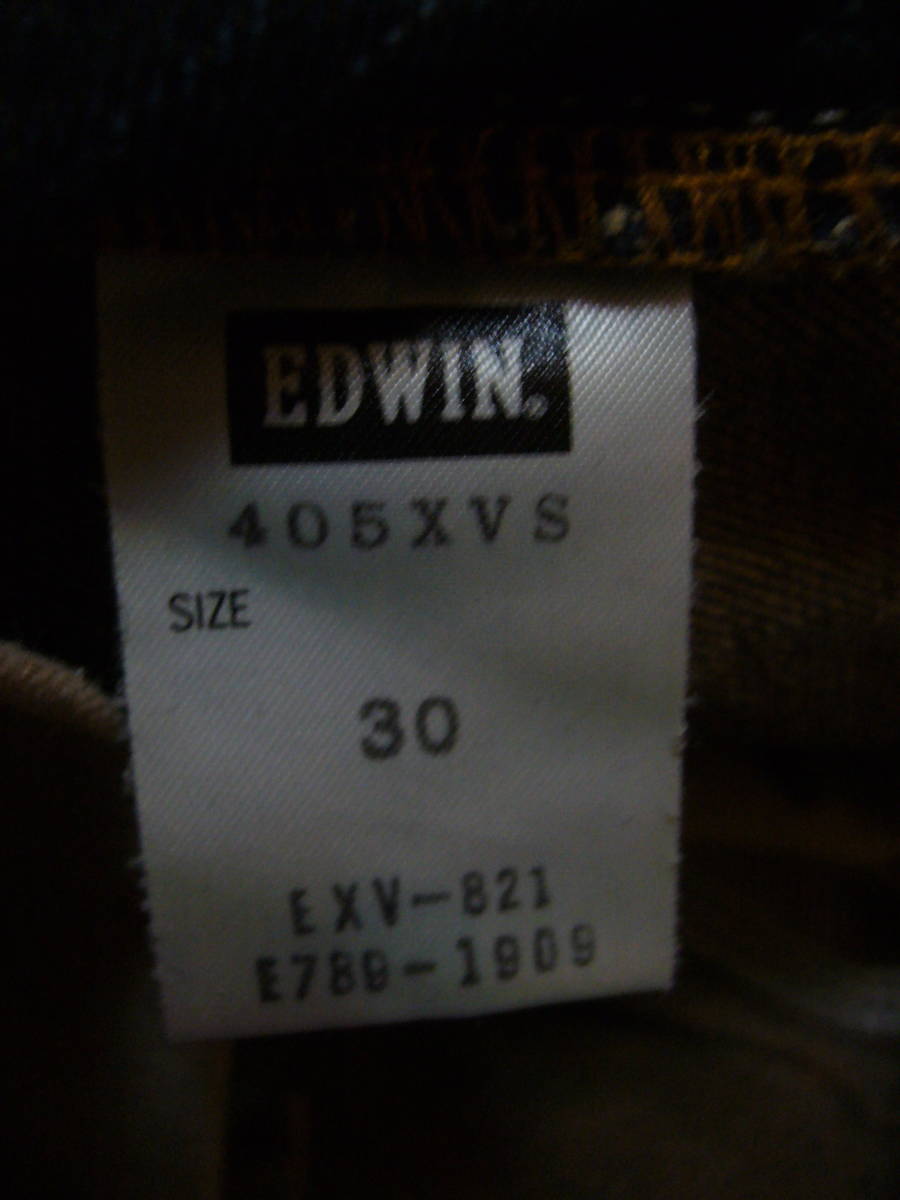 EDWIN.
405XVS
SIZE
30
EXV-821
E789-1909